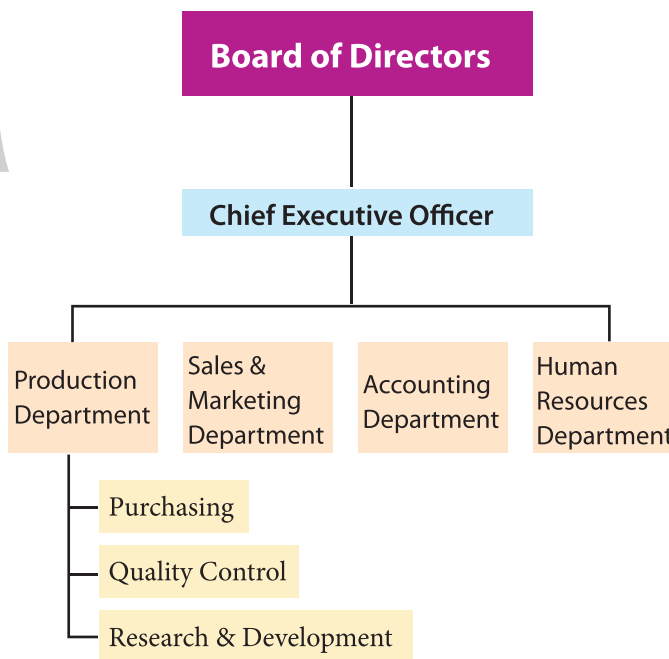 Board of Directors
Chief Executive Officer
Production
Department
Sales &
Marketing
Department
Accounting
Department
Human
Resources
Department
Purchasing
Quality Control
Research & Development